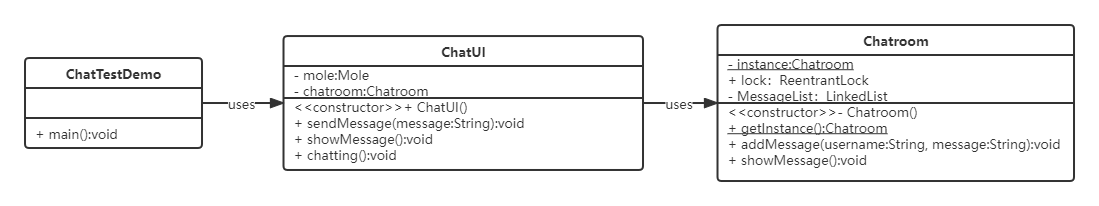 ChatTestDemo
+ main():void
uses
ChatUI
- mole:Mole
- chatroom:Chatroom
<<constructor>>+ ChatUI()
+ sendMessage(message:String):void
+ showMessage():void
+ chatting():void
uses
Chatroom
- instance:Chatroom
+ lock：ReentrantLock
- MessageList：LinkedList
<<constructor>>- Chatroom()
+ getInstance():Chatroom
+ addMessage(username:String, message:String):void
+ showMessage():void